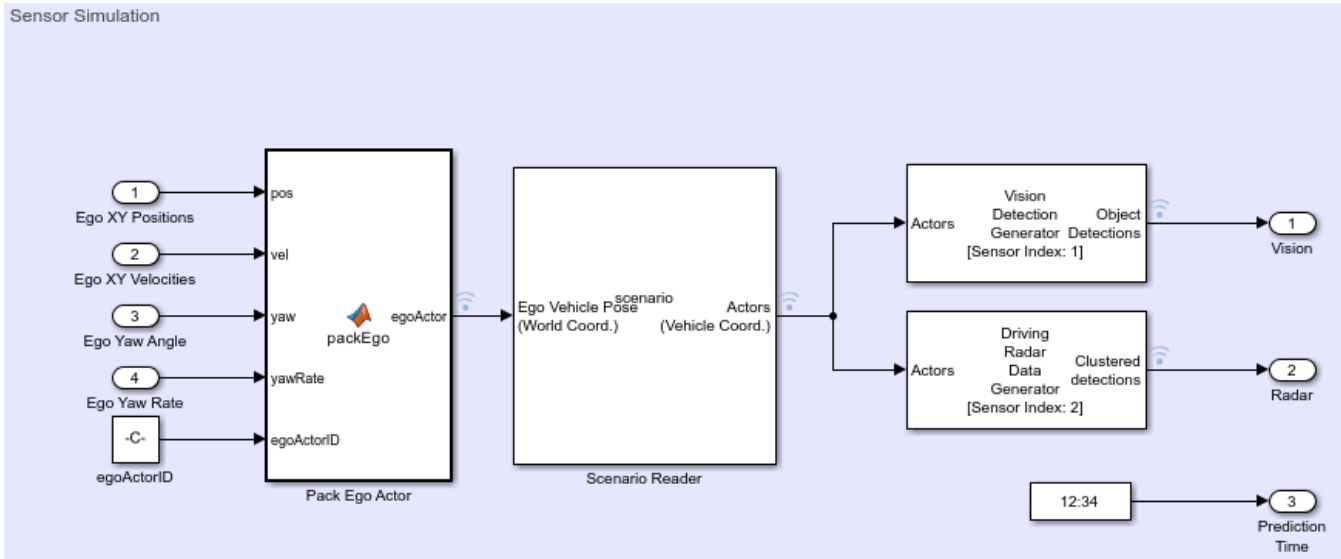 Sensor Simulation
1
Ego XY Positions
2
Ego XY Velocities
3
Ego Yaw Angle
4
Ego Yaw Rate
-C-
egoActorID
pos
vel
yaw
yawRate
egoActorID
packEgo
egoActor
Pack Ego Actor
Ego Vehicle Pose
(World Coord.)
scenario
Actors
(Vehicle Coord.)
Scenario Reader
Actors
Vision
Detection
Generator
[Sensor Index: 1]
Object
Detections
1
Vision
Actors
Driving
Radar
Data
Generator
[Sensor Index: 2]
Clustered
detections
2
Radar
12:34
3
Prediction
Time